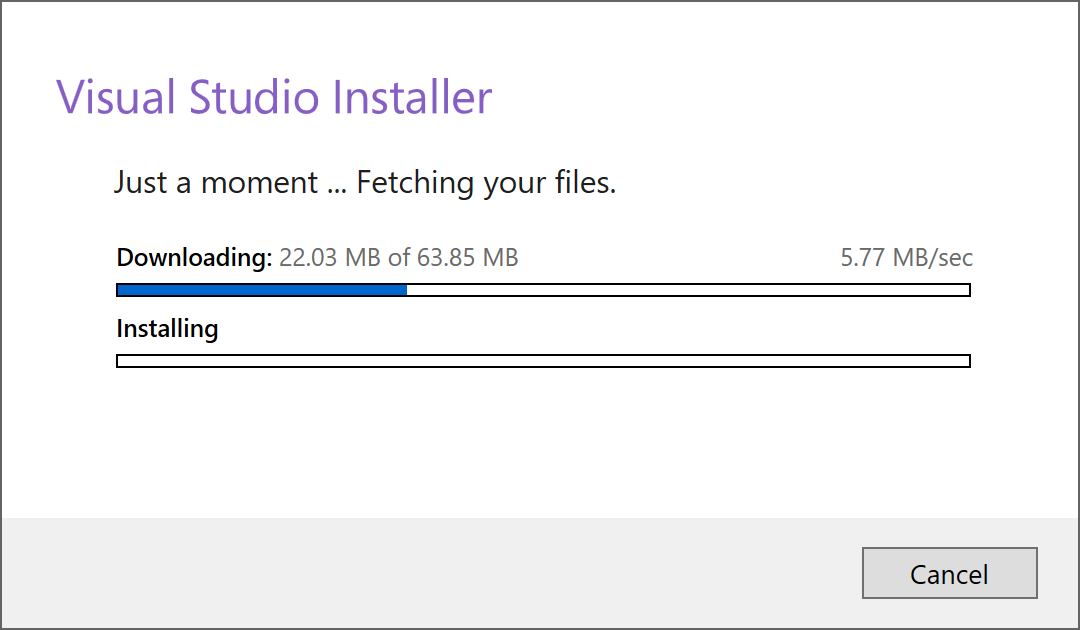 Visual Studio Installer
Just a moment ... Fetching your files.
Downloading: 22.03 MB of 63.85 MB 5.77 MB/sec
Installing
Cancel